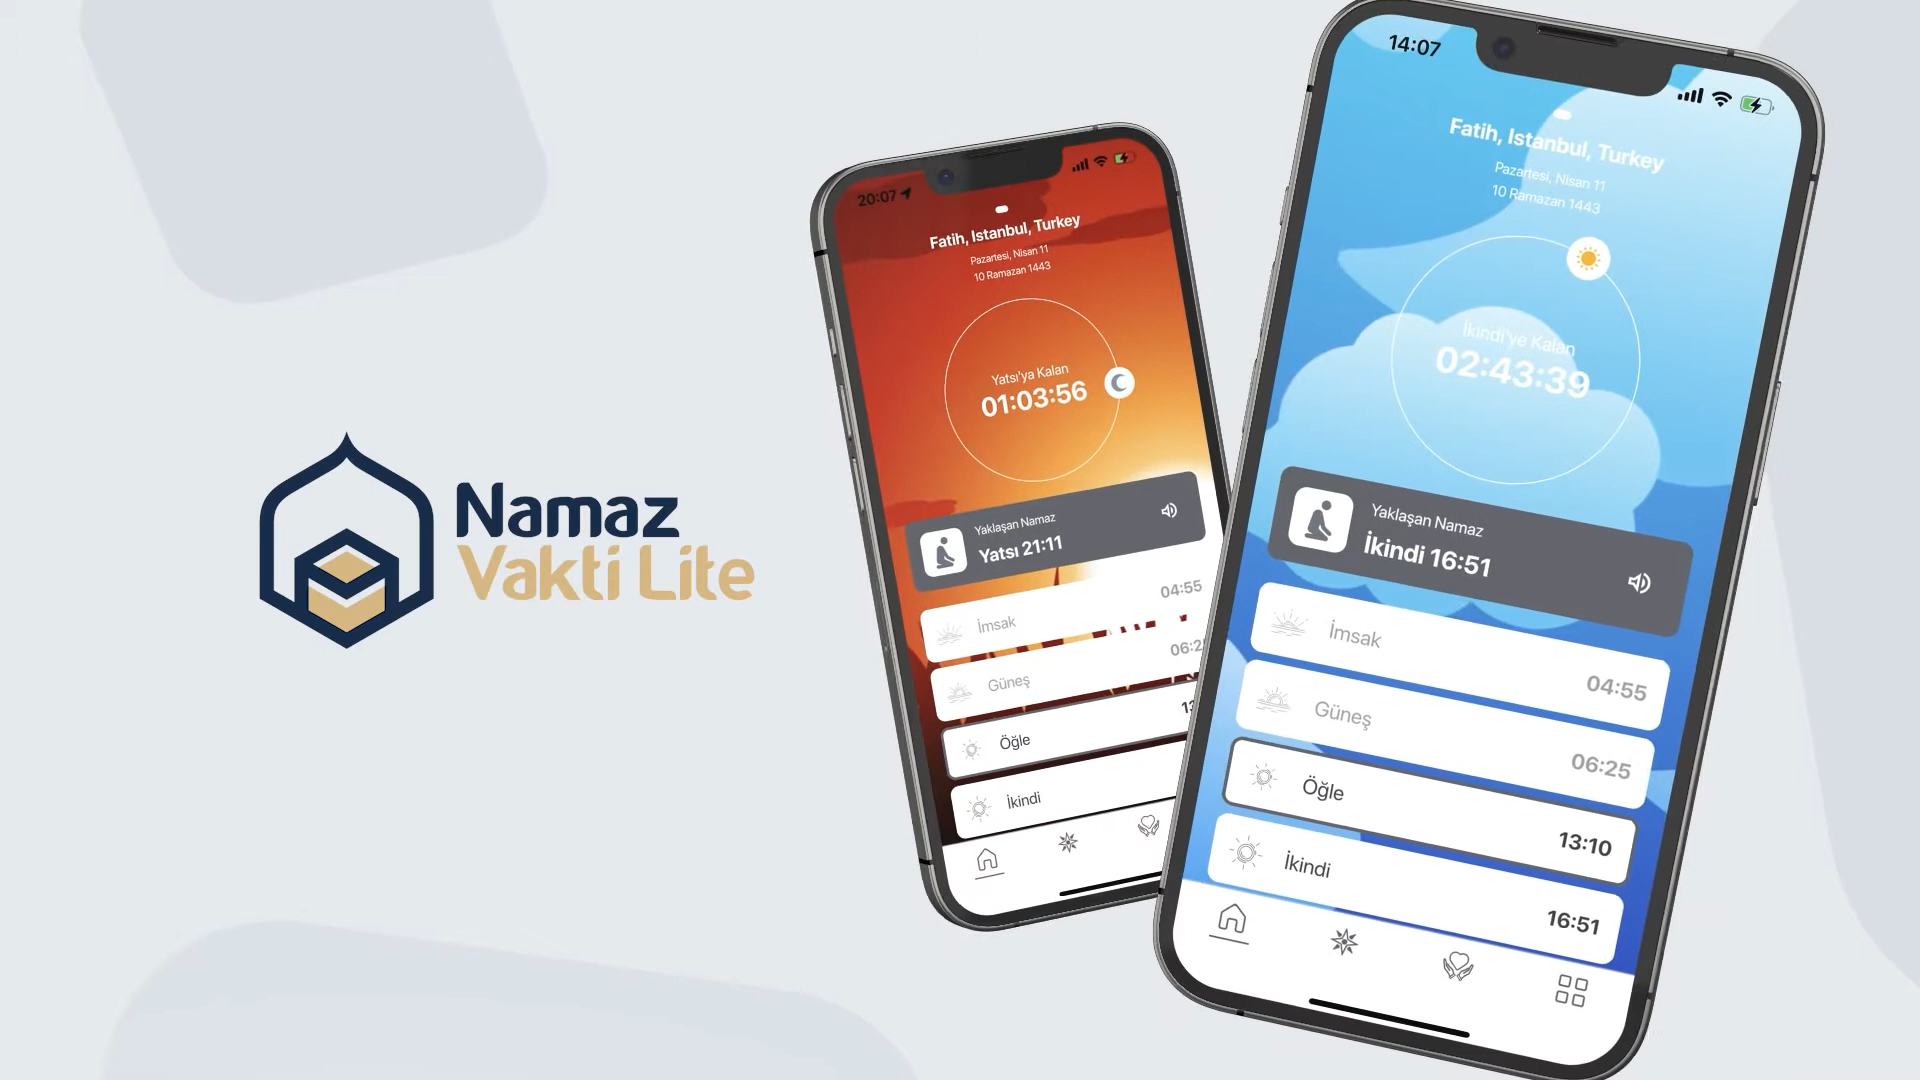 Namaz
Vakti Lite
20:07
Fatih, Istanbul, Turkey
Pazartesi, Nisan 11
10 Ramazan 1443
Yatsı'ya Kalan
01:03:56
Yaklaşan Namaz
Yatsı 21:11
İmsak
04:55
Güneş
06:2
Öğle
13
İkindi
14:07
Fatih, Istanbul, Turkey
Pazartesi, Nisan 11
10 Ramazan 1443
İkindi'ye Kalan
02:43:39
Yaklaşan Namaz
İkindi 16:51
İmsak
04:55
Güneş
06:25
Öğle
13:10
İkindi
16:51